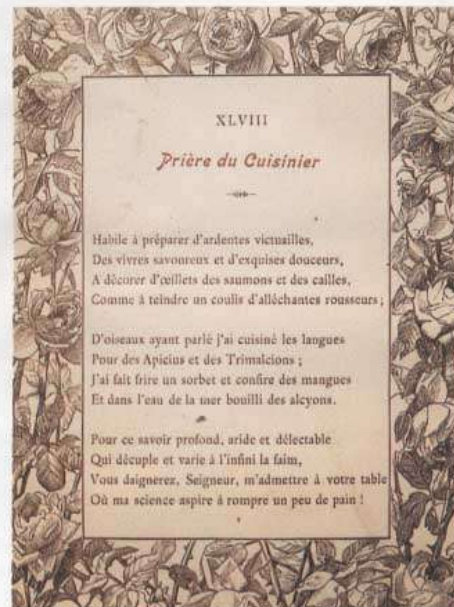 XLVIII
Prière du Cuisinier
Habile à préparer d'ardentes victuailles,
Des vivres savoureux et d'exquises douceurs,
A décorer d'œillets des saumons et des cailles,
Comme à teindre un coulis d'alléchantes rousseurs ;
D'oiseaux ayant parlé j'ai cuisiné les langues
Pour des Apicius et des Trimalcions ;
J'ai fait frire un sorbet et confire des mangues
Et dans l'eau de la mer bouilli des alcyons.
Pour ce savoir profond, aride et délectable
Qui décuple et varie à l'infini la faim,
Vous daignerez, Seigneur, m'admettre à votre table
Où ma science aspire à rompre un peu de pain !